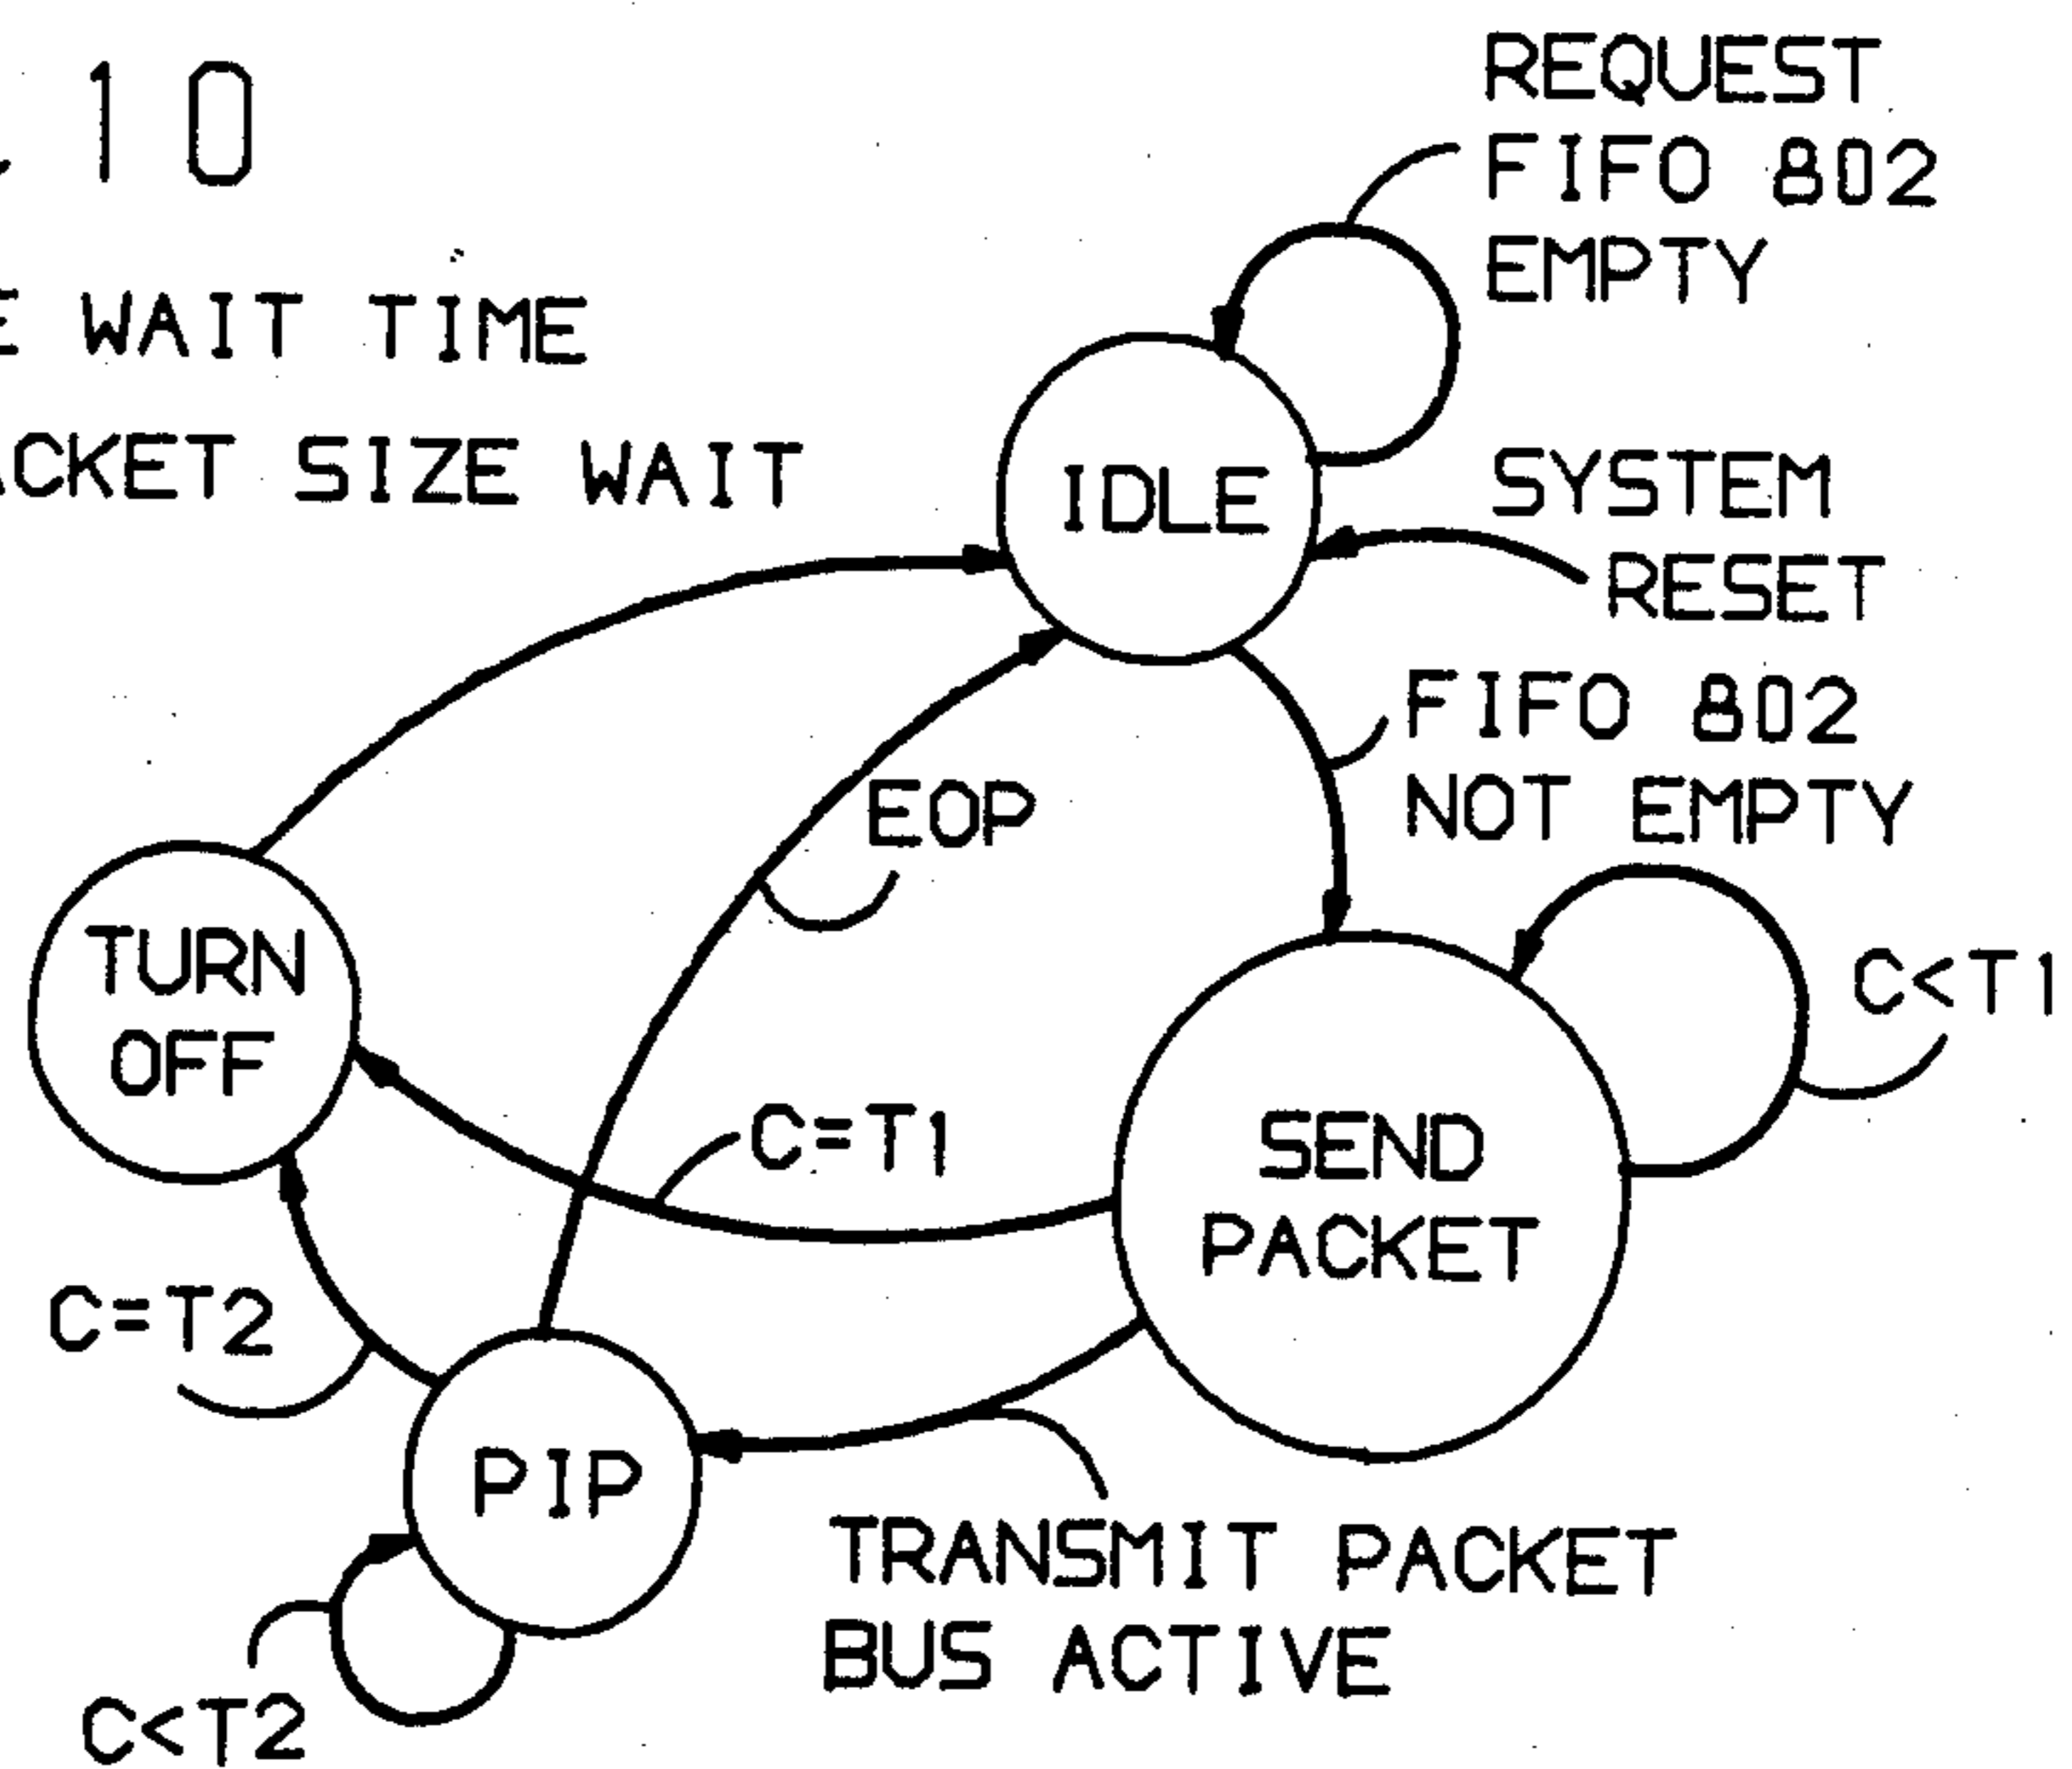 10
WAIT TIME
SIZE WAIT
REQUEST
FIFO 802
EMPTY
IDLE
SYSTEM
RESET
FIFO 802
NOT EMPTY
EOP
TURN
OFF
C<T1
C=T1
SEND
PACKET
C=T2
PIP
TRANSMIT PACKET
BUS ACTIVE
C<T2